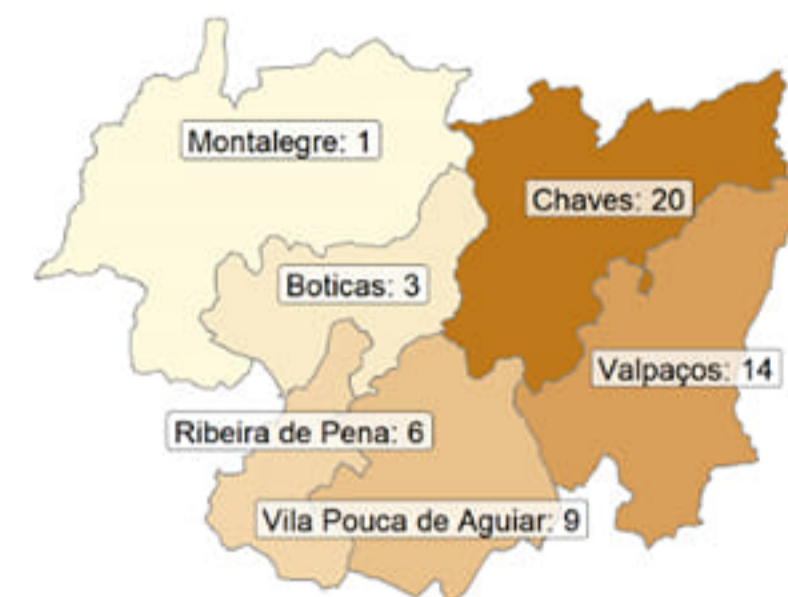 Montalegre: 1
Chaves: 20
Boticas: 3
Valpaços: 14
Ribeira de Pena: 6
Vila Pouca de Aguiar: 9